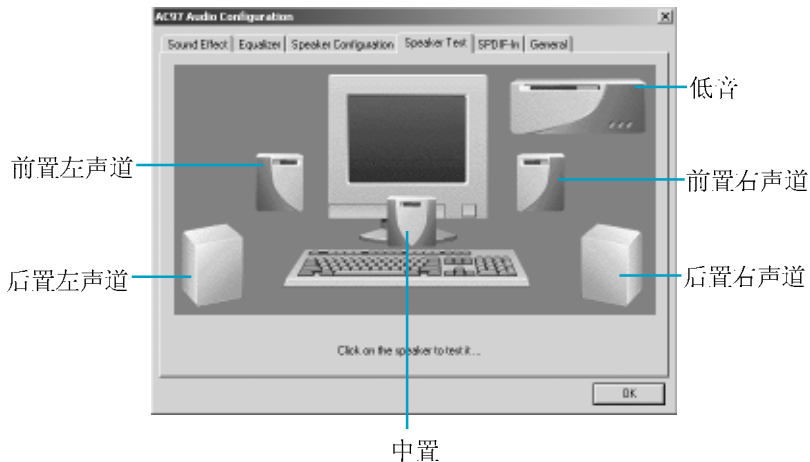 AC97 Audio Configuration
Sound Effect Equalizer Speaker Configuration Speaker Test SPDIF-In General
低音
前置左声道
前置右声道
后置左声道
后置右声道
Click on the speaker to test it...
OK
中置